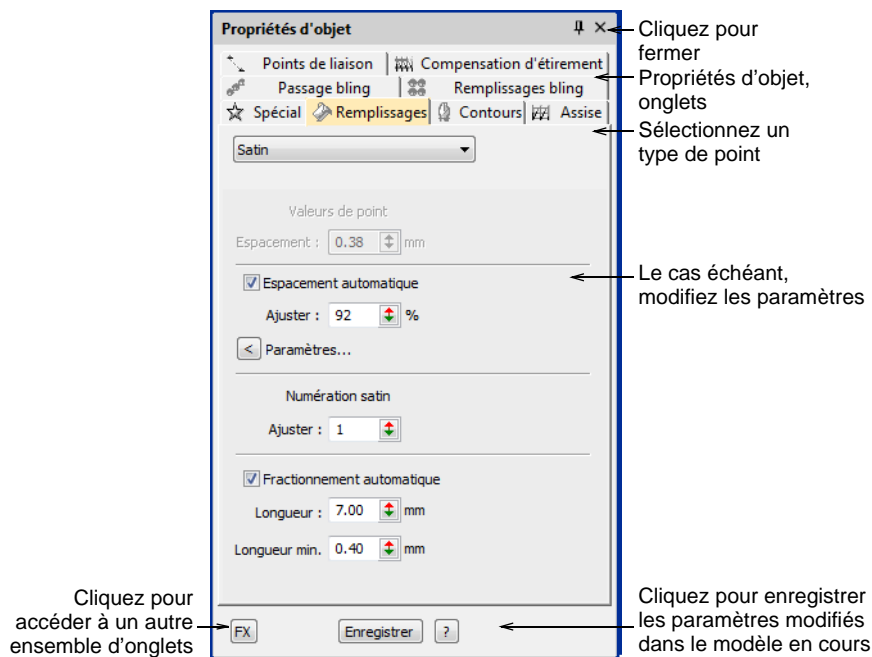 Propriétés d'objet
Points de liaison
Compensation d'étirement
Passage bling
Remplissages bling
Spécial
Remplissages
Contours
Assise
Satin
Valeurs de point
Espacement : 0.38 mm
Espacement automatique
Ajuster : 92 %
< Paramètres...
Numération satin
Ajuster : 1
Fractionnement automatique
Longueur : 7.00 mm
Longueur min. 0.40 mm
FX
Enregistrer
?
Cliquez pour
fermer
Propriétés d'objet,
onglets
Sélectionnez un
type de point
Le cas échéant,
modifiez les paramètres
Cliquez pour
accéder à un autre
ensemble d'onglets
Cliquez pour enregistrer
les paramètres modifiés
dans le modèle en cours